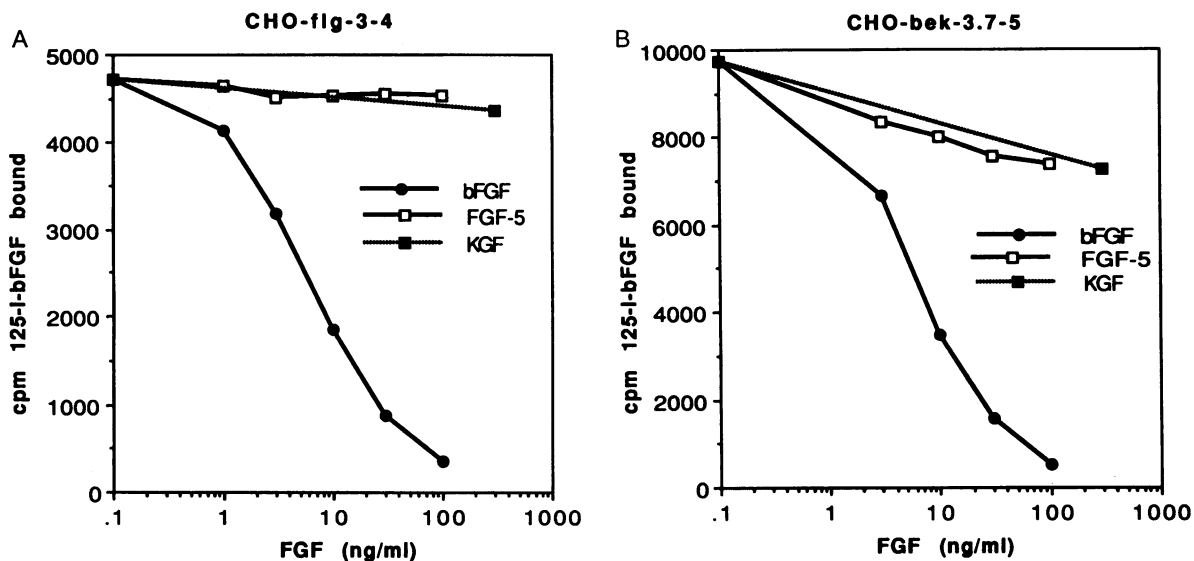 A
CHO-flg-3-4
5000
4000
3000
2000
1000
0
cpm 125-I-bFGF bound
bFGF
FGF-5
KGF
.1
1
10
100
1000
FGF (ng/ml)
B
CHO-bek-3.7-5
10000
8000
6000
4000
2000
0
cpm 125-I-bFGF bound
bFGF
FGF-5
KGF
.1
1
10
100
1000
FGF (ng/ml)